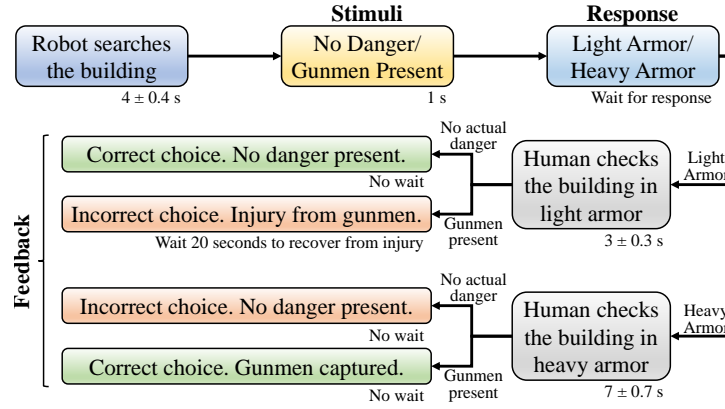 Stimuli
Response
Robot searches
the building
No Danger/
Gunmen Present
Light Armor/
Heavy Armor
4 ± 0.4 s
1 s
Wait for response
Feedback
Correct choice. No danger present.
No wait
Incorrect choice. Injury from gunmen.
Wait 20 seconds to recover from injury
No actual
danger
Gunmen
present
Human checks
the building in
light armor
3 ± 0.3 s
Light
Armor
Incorrect choice. No danger present.
No wait
Correct choice. Gunmen captured.
No wait
No actual
danger
Gunmen
present
Human checks
the building in
heavy armor
7 ± 0.7 s
Heavy
Armor